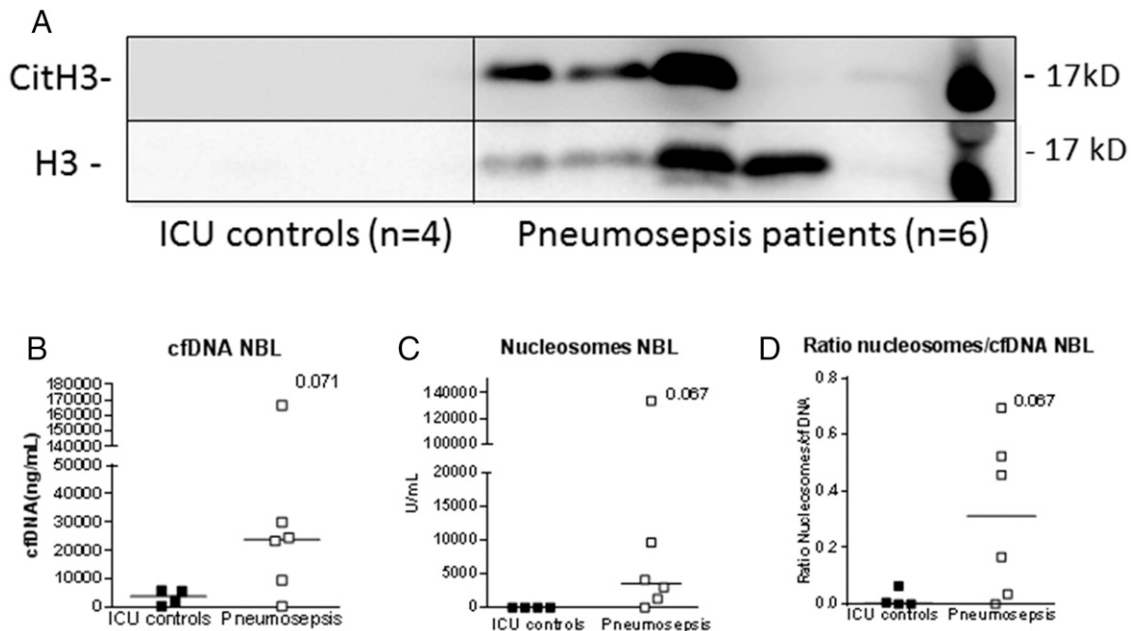 A
CitH3-
- 17kD
H3 -
- 17 kD
ICU controls (n=4)
Pneumosepsis patients (n=6)
B
cfDNA NBL
180000
170000
160000
150000
140000
50000
40000
30000
20000
10000
0
cfDNA(ng/mL)
0.071
ICU controls
Pneumosepsis
C
Nucleosomes NBL
140000
120000
100000
20000
15000
10000
5000
0
U/mL
0.067
ICU controls
Pneumosepsis
D
Ratio nucleosomes/cfDNA NBL
0.8
0.6
0.4
0.2
0.0
Ratio Nucleosomes/cfDNA
0.067
ICU controls
Pneumosepsis